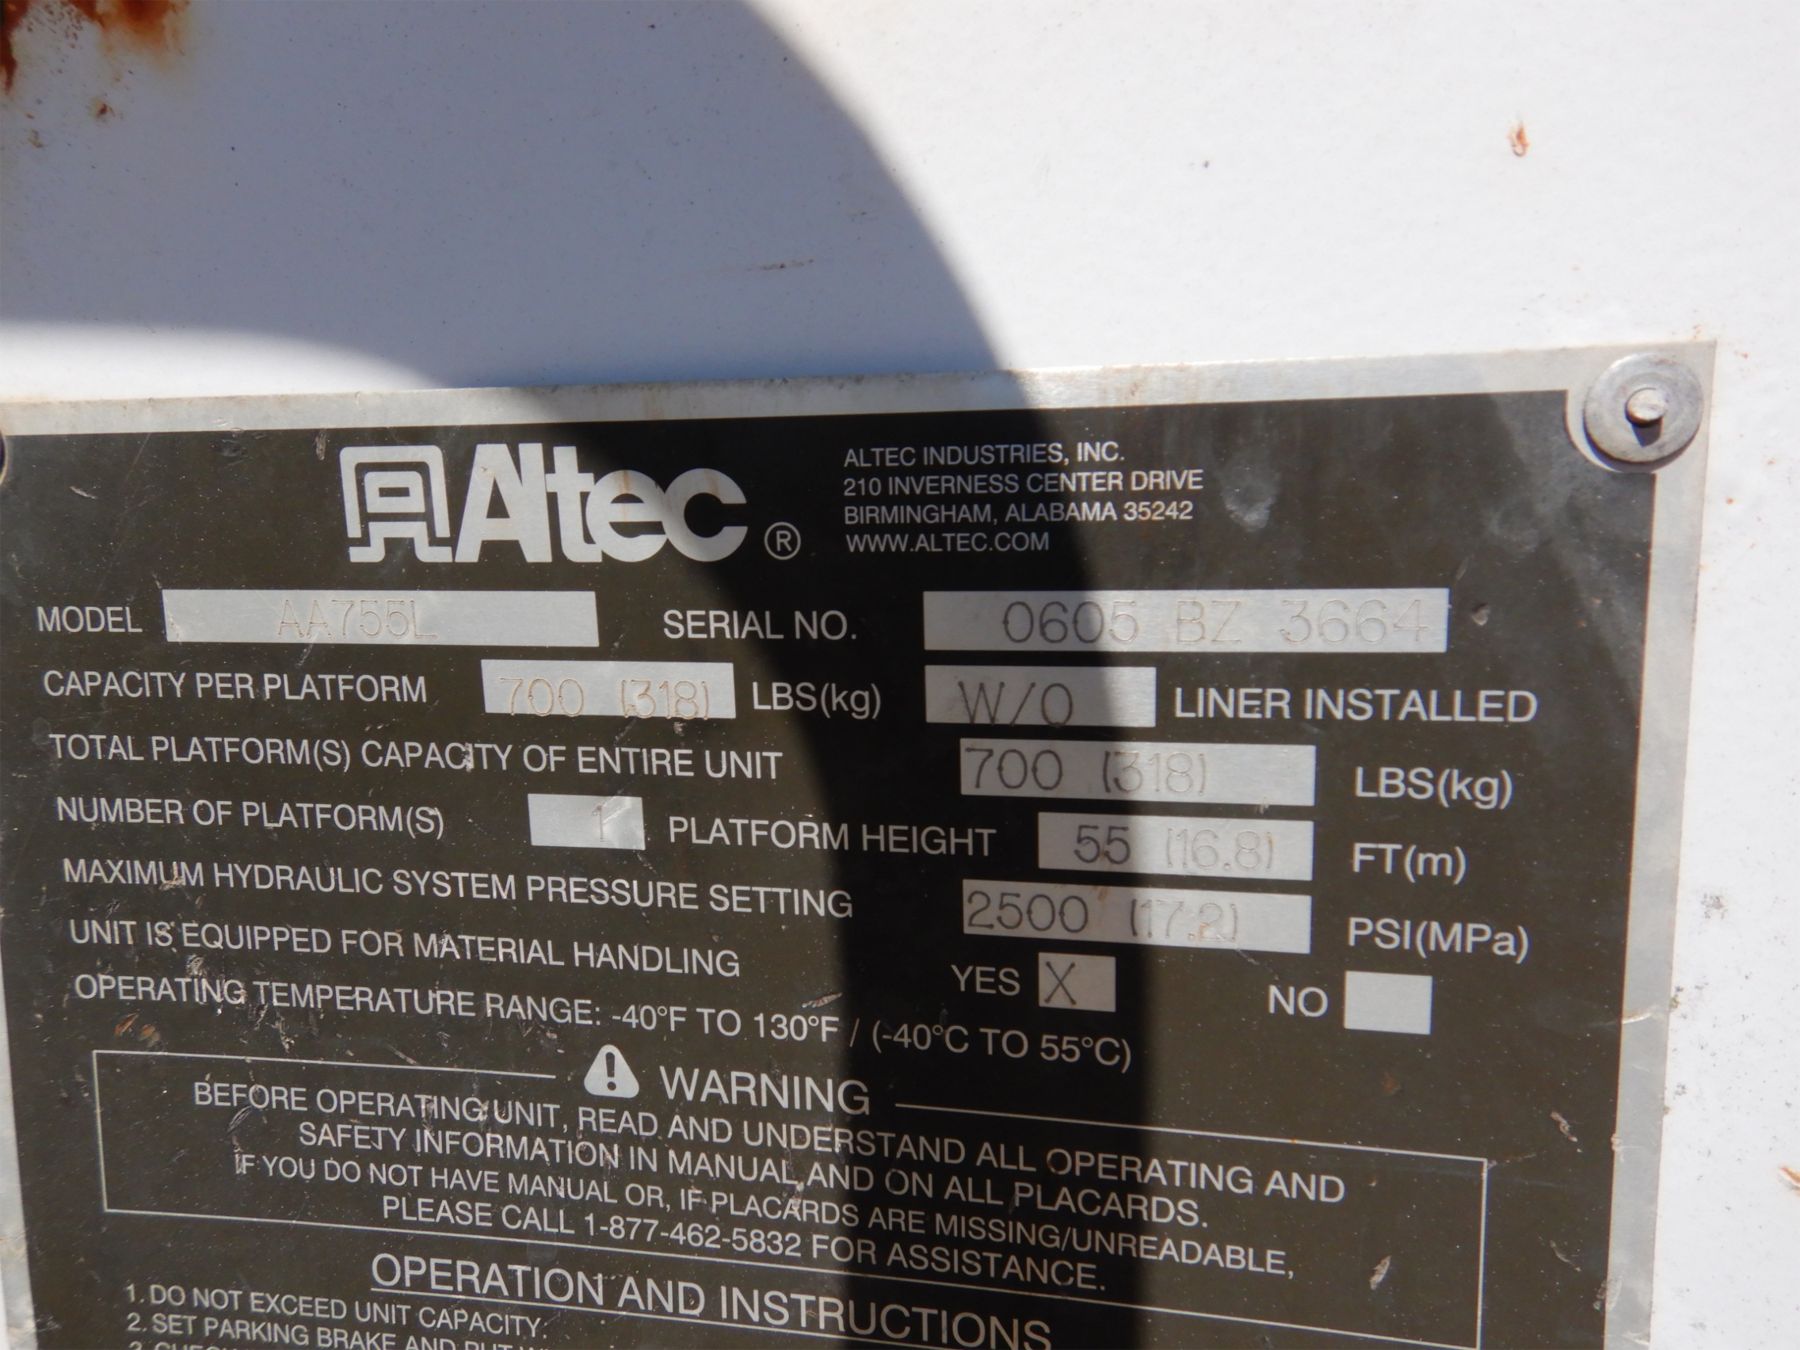 Altec ®
ALTEC INDUSTRIES, INC.
210 INVERNESS CENTER DRIVE
BIRMINGHAM, ALABAMA 35242
WWW.ALTEC.COM
MODEL AA755L SERIAL NO. 0605 BZ 3664
CAPACITY PER PLATFORM 700 (318) LBS(kg) W/O LINER INSTALLED
TOTAL PLATFORM(S) CAPACITY OF ENTIRE UNIT 700 (318) LBS(kg)
NUMBER OF PLATFORM(S) 1 PLATFORM HEIGHT 55 (16.8) FT(m)
MAXIMUM HYDRAULIC SYSTEM PRESSURE SETTING 2500 (17.2) PSI(MPa)
UNIT IS EQUIPPED FOR MATERIAL HANDLING YES X NO
OPERATING TEMPERATURE RANGE: -40°F TO 130°F / (-40°C TO 55°C)
WARNING
BEFORE OPERATING UNIT, READ AND UNDERSTAND ALL OPERATING AND
SAFETY INFORMATION IN MANUAL AND ON ALL PLACARDS.
IF YOU DO NOT HAVE MANUAL OR, IF PLACARDS ARE MISSING/UNREADABLE,
PLEASE CALL 1-877-462-5832 FOR ASSISTANCE.
OPERATION AND INSTRUCTIONS
1. DO NOT EXCEED UNIT CAPACITY.
2. SET PARKING BRAKE AND PUT